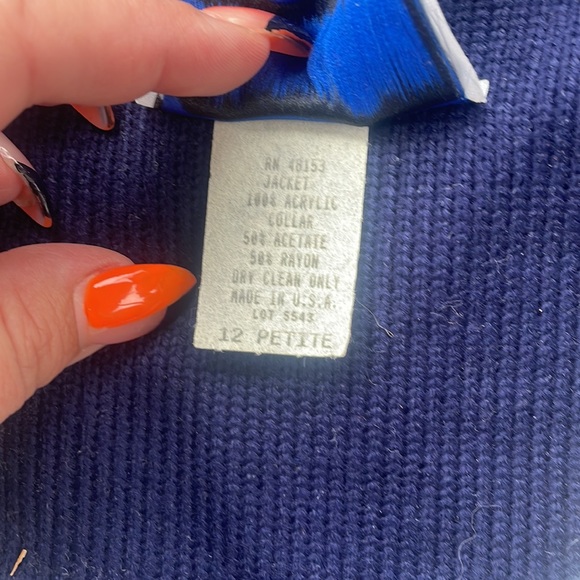 RN 48153
JACKET
100% ACRYLIC
COLLAR
50% ACETATE
50% RAYON
DRY CLEAN ONLY
MADE IN U.S.A.
LOT 5543
12 PETITE